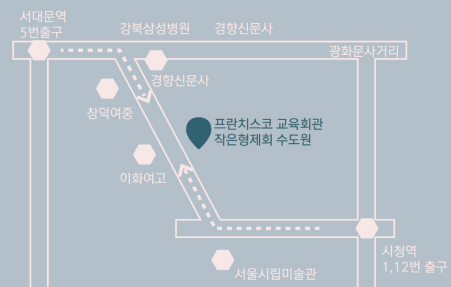 서대문역
5번출구
강북삼성병원
경향신문사
광화문사거리
경향신문사
창덕여중
프란치스코 교육회관
작은형제회 수도원
이화여고
시청역
1,12번 출구
서울시립미술관